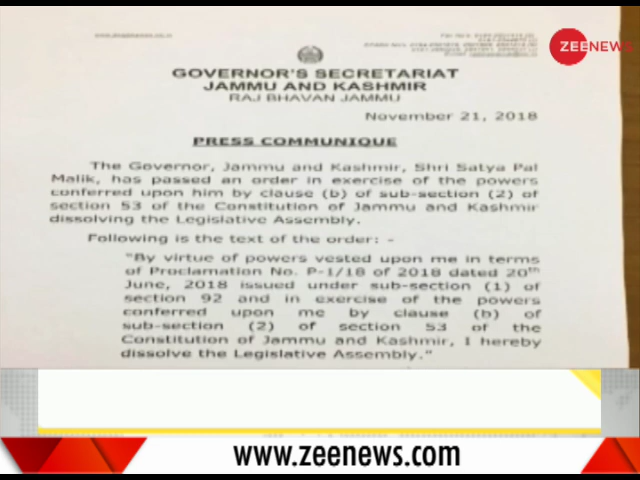 ZEENEWS
GOVERNOR'S SECRETARIAT
JAMMU AND KASHMIR
RAJ BHAVAN JAMMU
November 21, 2018
PRESS COMMUNIQUE
The Governor, Jammu and Kashmir, Shri Satya Pal
Malik, has passed an order in exercise of the powers
conferred upon him by clause (b) of sub-section (2) of
section 53 of the Constitution of Jammu and Kashmir
dissolving the Legislative Assembly.
Following is the text of the order: -
"By virtue of powers vested upon me in terms
of Proclamation No. P-1/18 of 2018 dated 20th
June, 2018 issued under sub-section (1) of
section 92 and in exercise of the powers
conferred upon me by clause (b) of
sub-section (2) of section 53 of the
Constitution of Jammu and Kashmir, I hereby
dissolve the Legislative Assembly."
www.zeenews.com